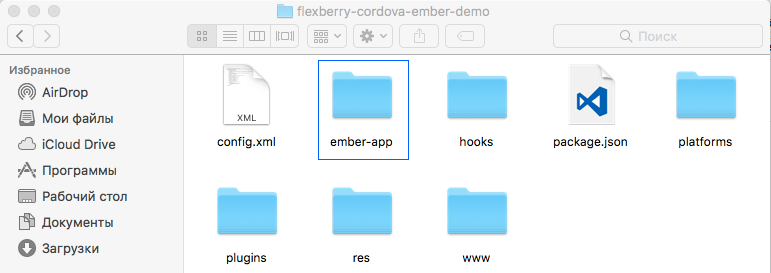 flexberry-cordova-ember-demo
Поиск
Избранное
AirDrop
Мои файлы
iCloud Drive
Программы
Рабочий стол
Документы
Загрузки
XML
config.xml
ember-app
hooks
package.json
platforms
plugins
res
www